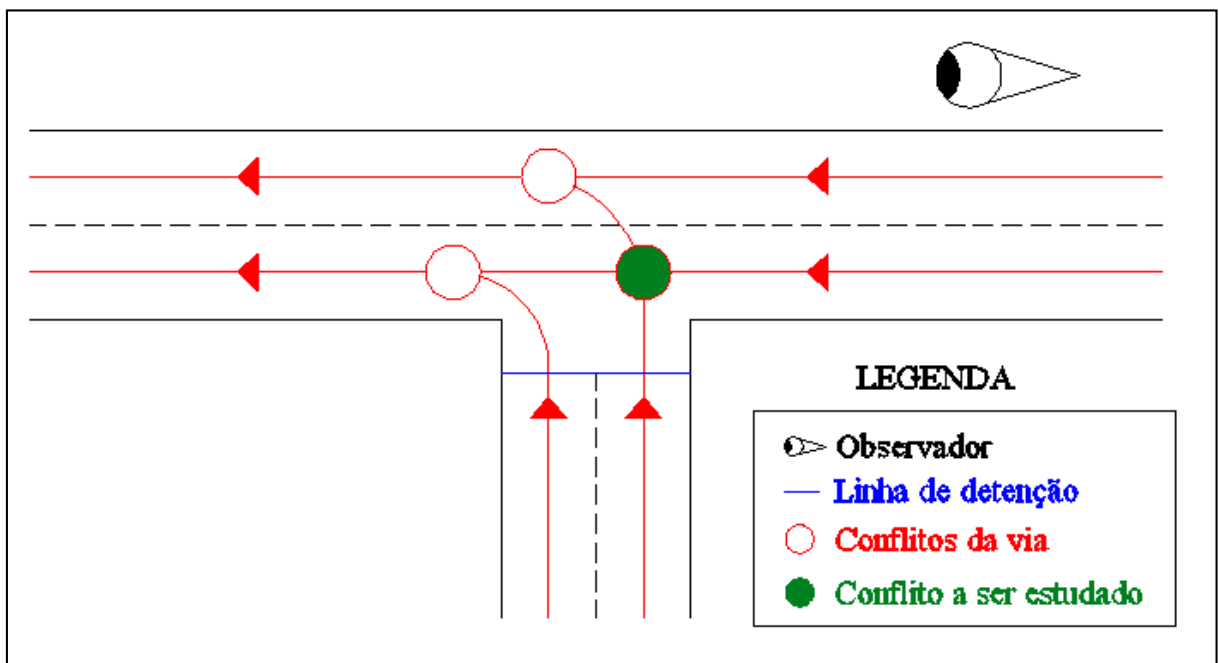 LEGENDA
Observador
Linha de detenção
Conflitos da via
Conflito a ser estudado